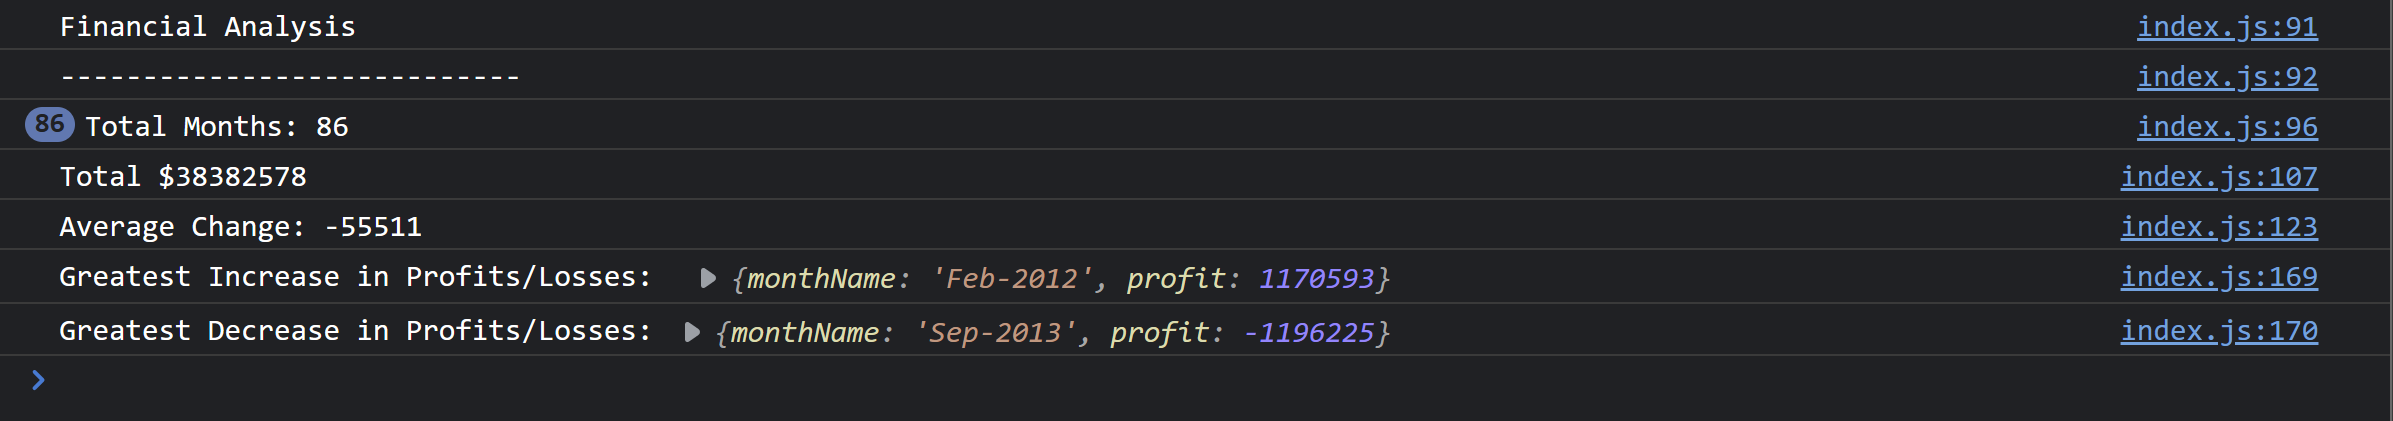 Financial Analysis index.js:91
---------------------------- index.js:92
86 Total Months: 86 index.js:96
Total $38382578 index.js:107
Average Change: -55511 index.js:123
Greatest Increase in Profits/Losses: {monthName: 'Feb-2012', profit: 1170593} index.js:169
Greatest Decrease in Profits/Losses: {monthName: 'Sep-2013', profit: -1196225} index.js:170